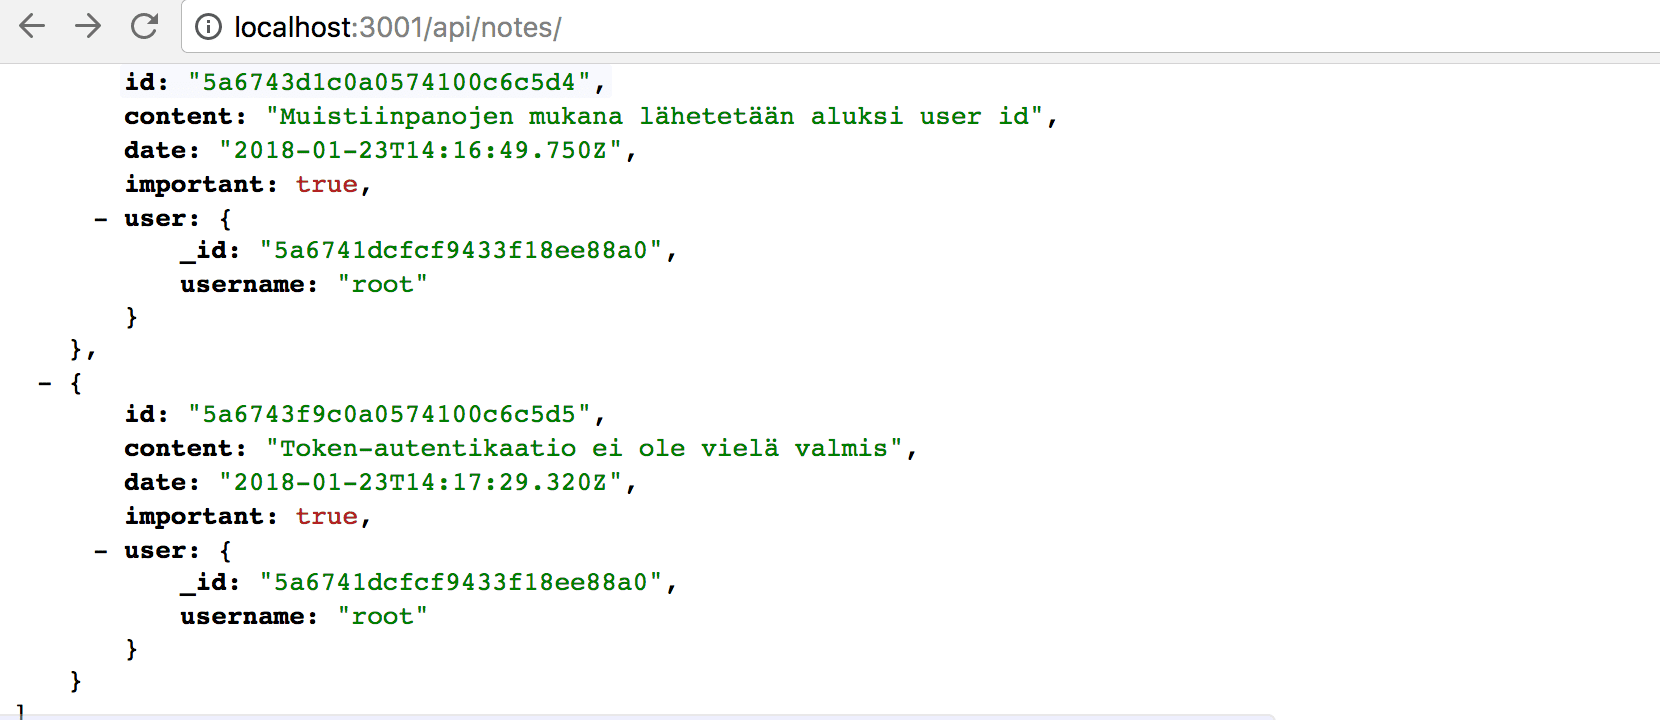 localhost:3001/api/notes/
id: "5a6743d1c0a0574100c6c5d4",
content: "Muistiinpanojen mukana lähetetään aluksi user id",
date: "2018-01-23T14:16:49.750Z",
important: true,
- user: {
_id: "5a6741dcfcf9433f18ee88a0",
username: "root"
}
},
- {
id: "5a6743f9c0a0574100c6c5d5",
content: "Token-autentikaatio ei ole vielä valmis",
date: "2018-01-23T14:17:29.320Z",
important: true,
- user: {
_id: "5a6741dcfcf9433f18ee88a0",
username: "root"
}
}
]